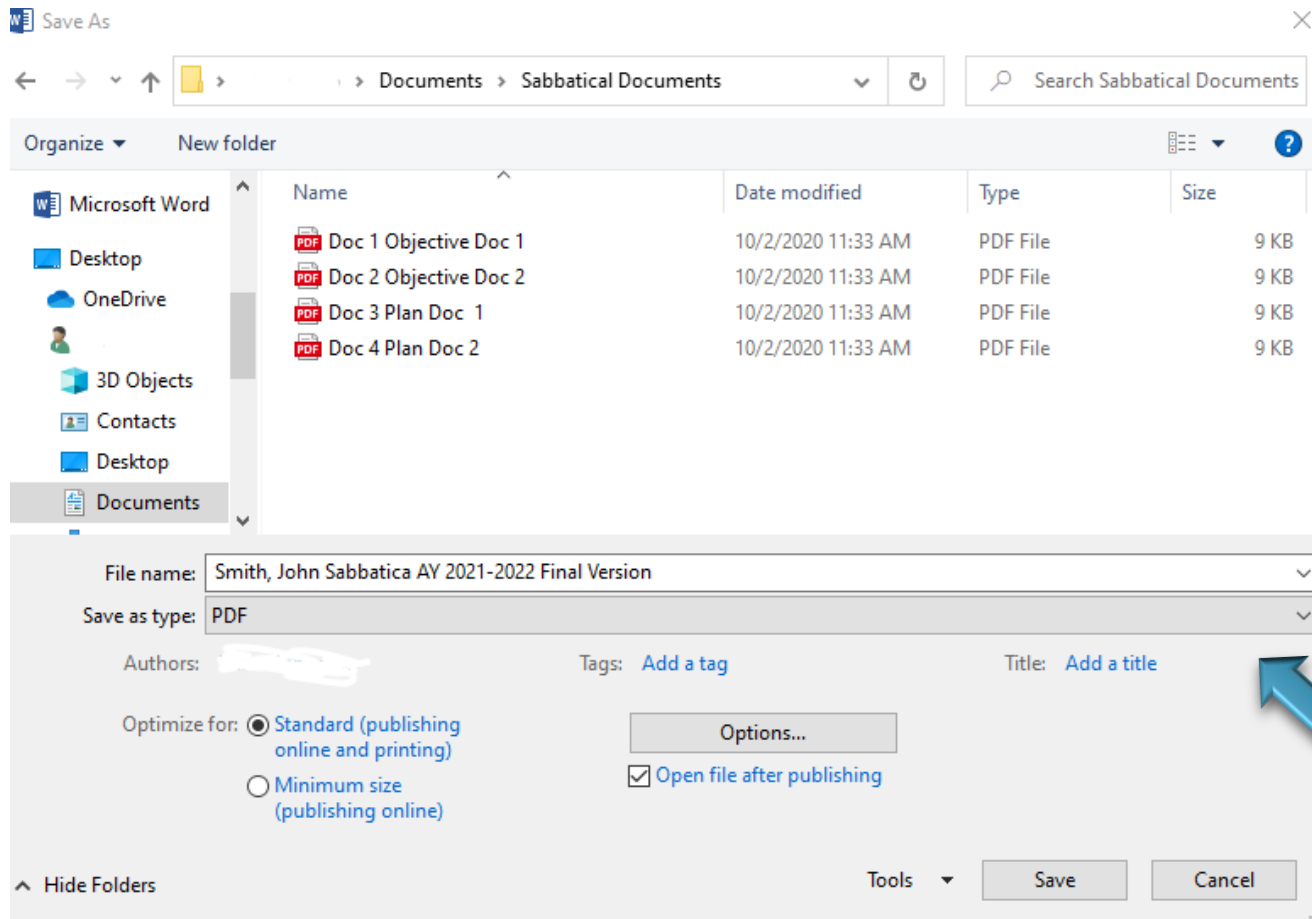 Save As
Documents > Sabbatical Documents
Search Sabbatical Documents
Organize
New folder
?
Microsoft Word
Desktop
OneDrive
3D Objects
Contacts
Desktop
Documents
Name Date modified Type Size
PDF Doc 1 Objective Doc 1 10/2/2020 11:33 AM PDF File 9 KB
PDF Doc 2 Objective Doc 2 10/2/2020 11:33 AM PDF File 9 KB
PDF Doc 3 Plan Doc 1 10/2/2020 11:33 AM PDF File 9 KB
PDF Doc 4 Plan Doc 2 10/2/2020 11:33 AM PDF File 9 KB
File name: Smith, John Sabbatica AY 2021-2022 Final Version
Save as type: PDF
Authors: Tags: Add a tag Title: Add a title
Optimize for: Standard (publishing
online and printing)
Minimum size
(publishing online)
Options...
Open file after publishing
Hide Folders
Tools Save Cancel